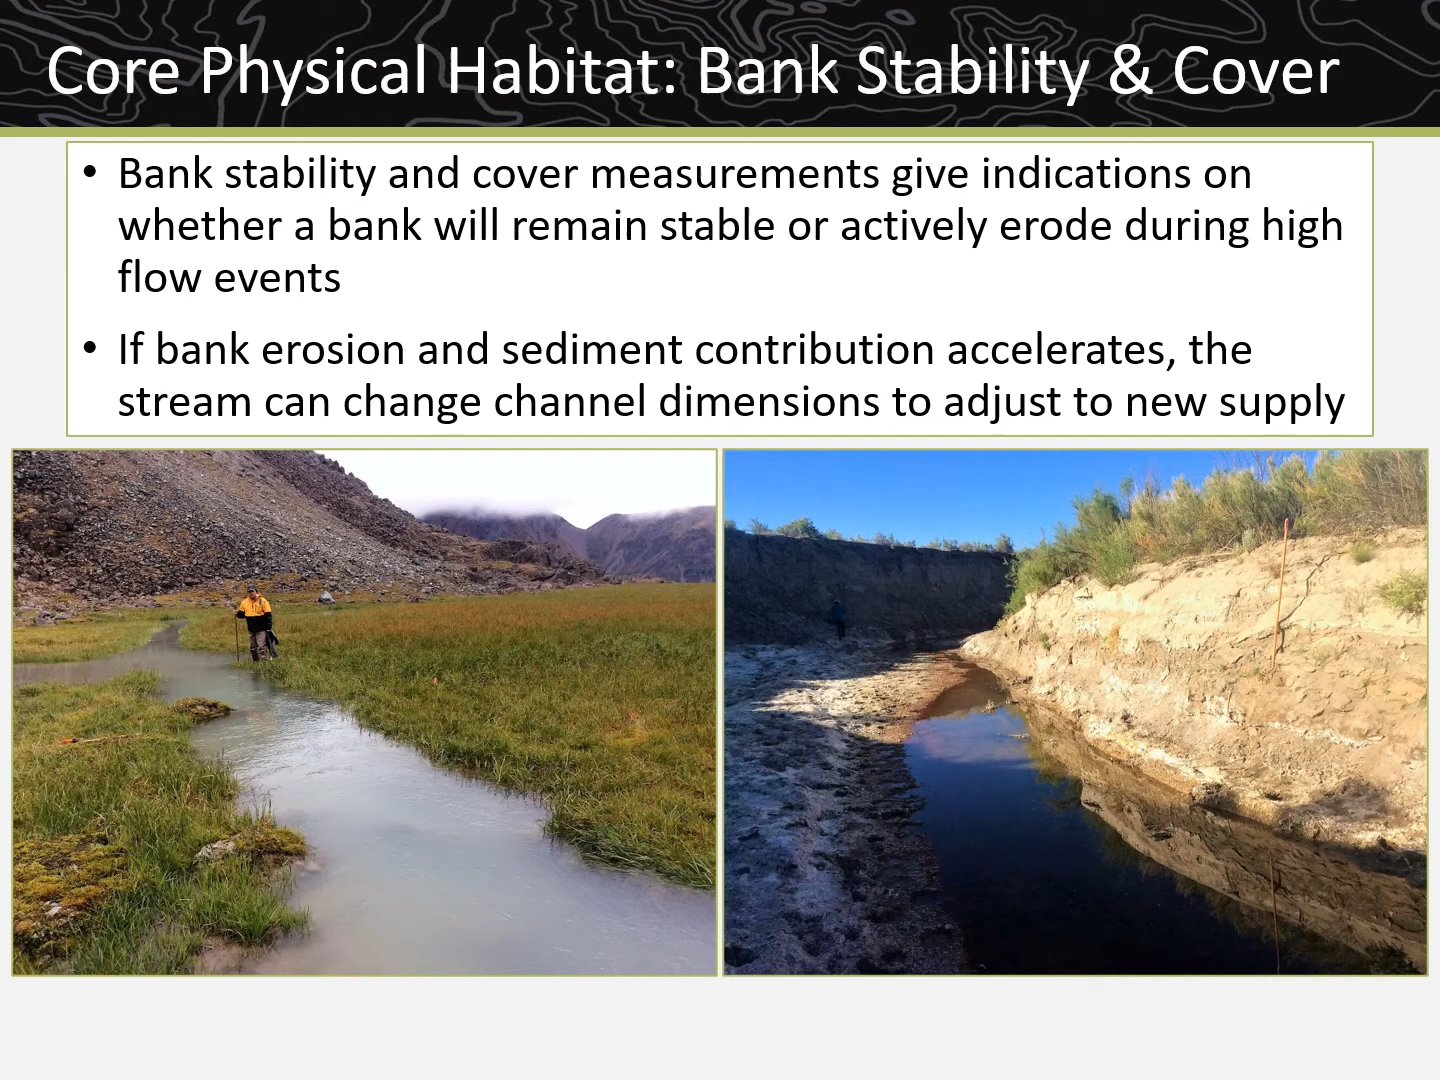 Core Physical Habitat: Bank Stability & Cover
• Bank stability and cover measurements give indications on
whether a bank will remain stable or actively erode during high
flow events
• If bank erosion and sediment contribution accelerates, the
stream can change channel dimensions to adjust to new supply